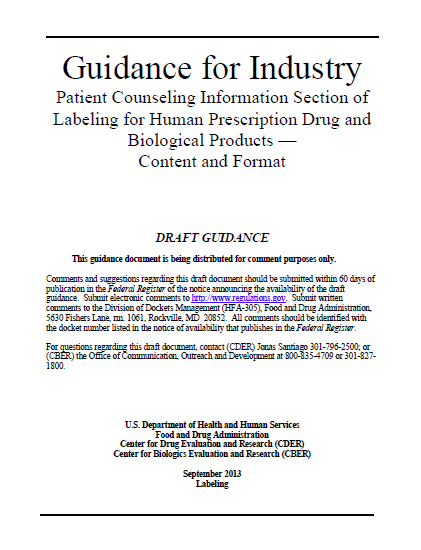 Guidance for Industry
Patient Counseling Information Section of
Labeling for Human Prescription Drug and
Biological Products —
Content and Format
DRAFT GUIDANCE
This guidance document is being distributed for comment purposes only.
Comments and suggestions regarding this draft document should be submitted within 60 days of
publication in the Federal Register of the notice announcing the availability of the draft
guidance. Submit electronic comments to http://www.regulations.gov. Submit written
comments to the Division of Dockets Management (HFA-305), Food and Drug Administration,
5630 Fishers Lane, rm. 1061, Rockville, MD 20852. All comments should be identified with
the docket number listed in the notice of availability that publishes in the Federal Register.
For questions regarding this draft document, contact (CDER) Jonas Santiago 301-796-2500; or
(CBER) the Office of Communication, Outreach and Development at 800-835-4709 or 301-827-
1800.
U.S. Department of Health and Human Services
Food and Drug Administration
Center for Drug Evaluation and Research (CDER)
Center for Biologics Evaluation and Research (CBER)
September 2013
Labeling